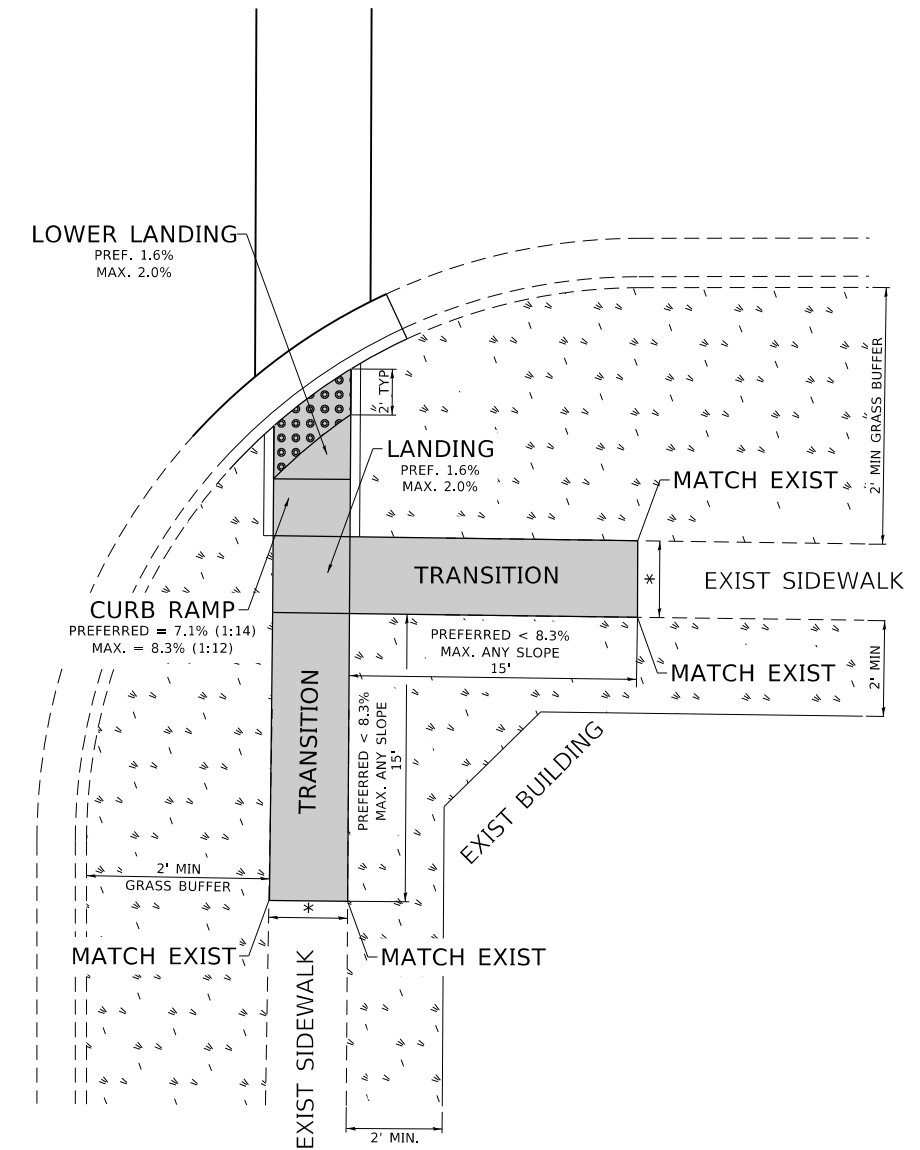 LOWER LANDING
PREF. 1.6%
MAX. 2.0%
2' TYP
LANDING
PREF. 1.6%
MAX. 2.0%
2' MIN GRASS BUFFER
MATCH EXIST
TRANSITION
*
EXIST SIDEWALK
CURB RAMP
PREFERRED = 7.1% (1:14)
MAX. = 8.3% (1:12)
PREFERRED < 8.3%
MAX. ANY SLOPE
15'
MATCH EXIST
2' MIN
TRANSITION
PREFERRED < 8.3%
MAX. ANY SLOPE
15'
EXIST BUILDING
2' MIN
GRASS BUFFER
*
MATCH EXIST
MATCH EXIST
EXIST SIDEWALK
2' MIN.